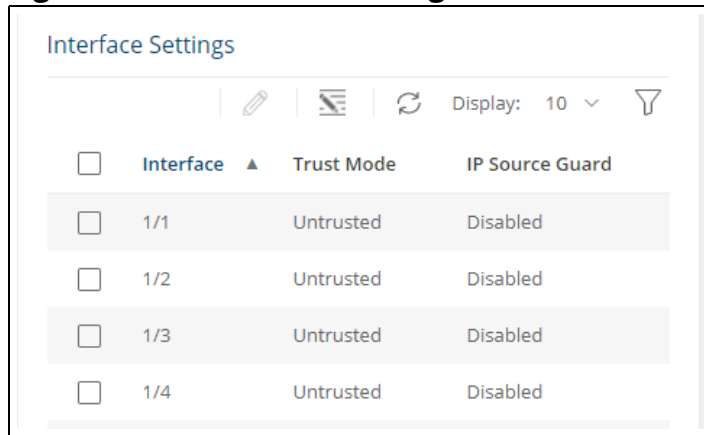 Interface Settings
Display: 10
Interface ▲ Trust Mode IP Source Guard
1/1 Untrusted Disabled
1/2 Untrusted Disabled
1/3 Untrusted Disabled
1/4 Untrusted Disabled